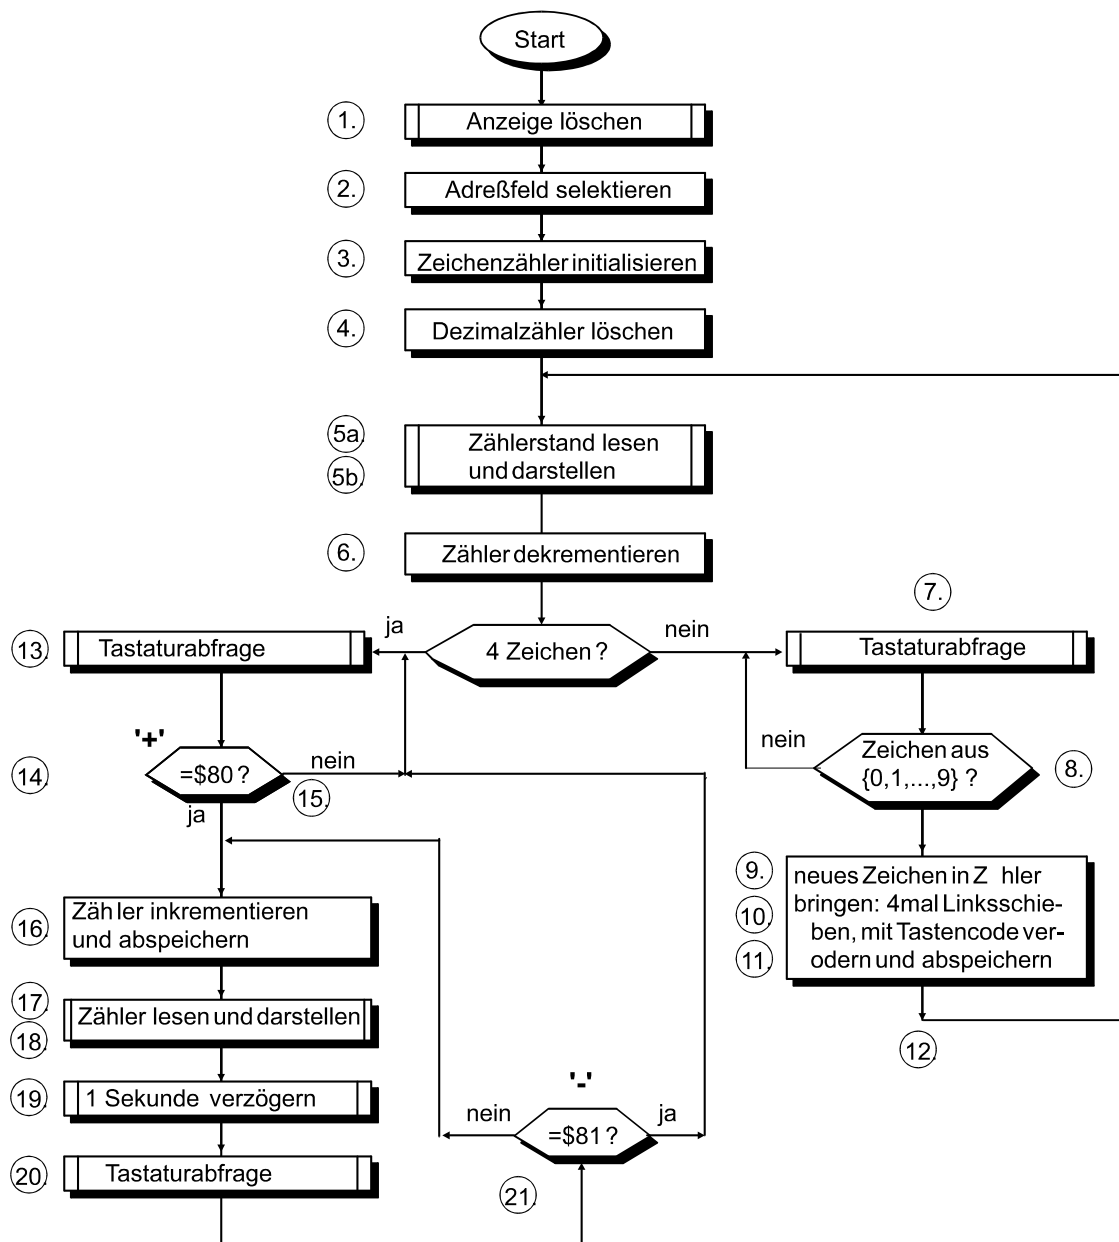 Start
1.
Anzeige löschen
2.
Adreßfeld selektieren
3.
Zeichenzähler initialisieren
4.
Dezimalzähler löschen
5a.
5b.
Zählerstand lesen
und darstellen
6.
Zähler dekrementieren
7.
13.
Tastaturabfrage
ja
4 Zeichen ?
nein
Tastaturabfrage
'+'
14.
=$80 ?
nein
15.
ja
nein
Zeichen aus
{0,1,...,9} ?
8.
9.
10.
11.
neues Zeichen in Z hler
bringen: 4mal Linksschie-
ben, mit Tastencode ver-
odern und abspeichern
12.
16.
Zähler inkrementieren
und abspeichern
17.
18.
Zähler lesen und darstellen
19.
1 Sekunde verzögern
'-'
nein
=$81 ?
ja
20.
Tastaturabfrage
21.